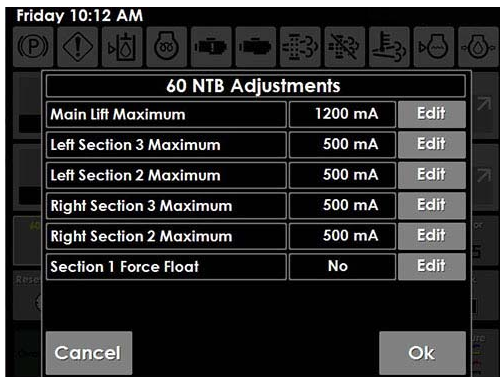 Friday 10:12 AM
60 NTB Adjustments
Main Lift Maximum 1200 mA Edit
Left Section 3 Maximum 500 mA Edit
Left Section 2 Maximum 500 mA Edit
Right Section 3 Maximum 500 mA Edit
Right Section 2 Maximum 500 mA Edit
Section 1 Force Float No Edit
Cancel Ok